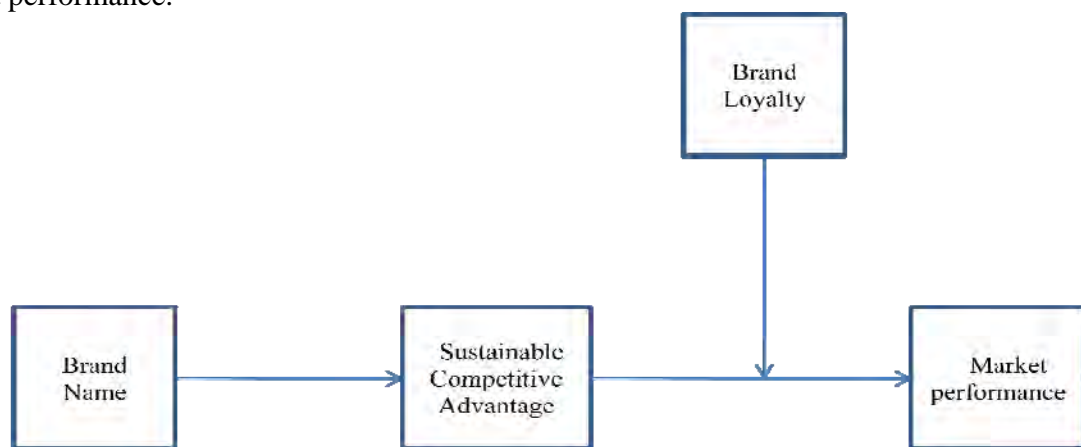 performance.
Brand
Loyalty
Brand
Name
Sustainable
Competitive
Advantage
Market
performance